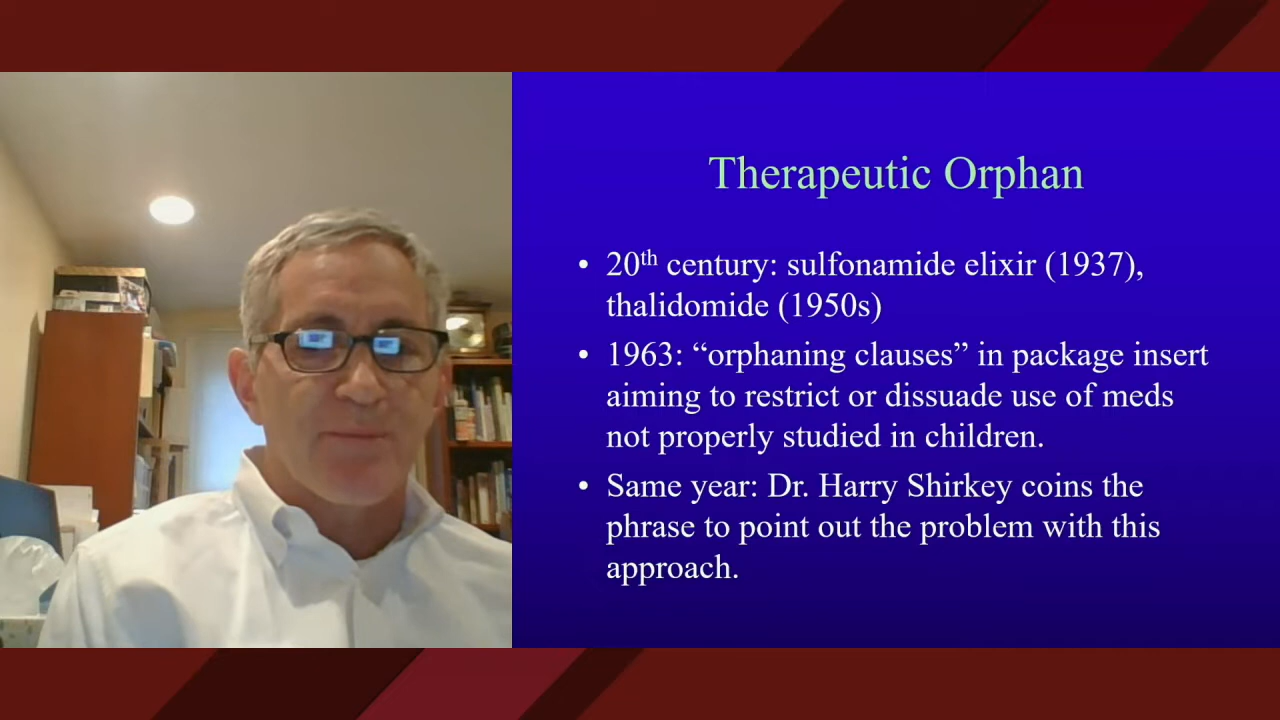 Therapeutic Orphan
• 20th century: sulfonamide elixir (1937),
thalidomide (1950s)
• 1963: “orphaning clauses” in package insert
aiming to restrict or dissuade use of meds
not properly studied in children.
• Same year: Dr. Harry Shirkey coins the
phrase to point out the problem with this
approach.